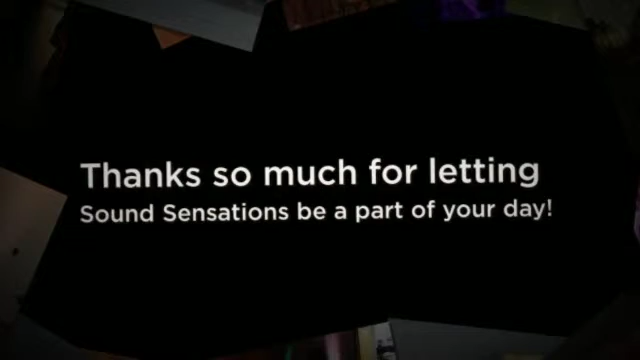 Thanks so much for letting
Sound Sensations be a part of your day!